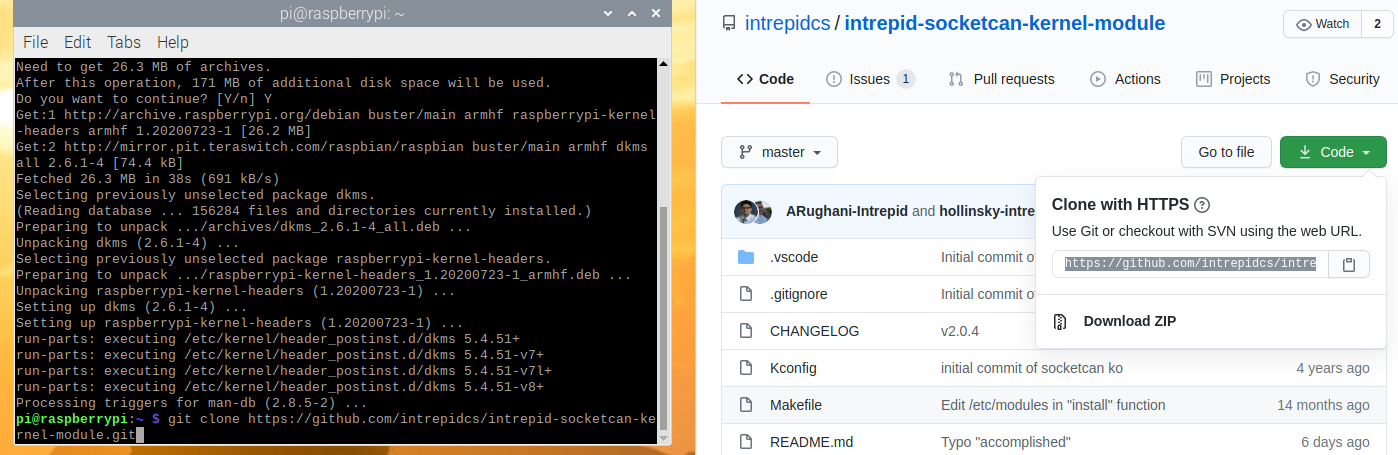 pi@raspberrypi: ~
File Edit Tabs Help
Need to get 26.3 MB of archives.
After this operation, 171 MB of additional disk space will be used.
Do you want to continue? [Y/n] Y
Get:1 http://archive.raspberrypi.org/debian buster/main armhf raspberrypi-kernel
-headers armhf 1.20200723-1 [26.2 MB]
Get:2 http://mirror.pit.teraswitch.com/raspbian/raspbian buster/main armhf dkms
all 2.6.1-4 [74.4 kB]
Fetched 26.3 MB in 38s (691 kB/s)
Selecting previously unselected package dkms.
(Reading database ... 156284 files and directories currently installed.)
Preparing to unpack .../archives/dkms_2.6.1-4_all.deb ...
Unpacking dkms (2.6.1-4) ...
Selecting previously unselected package raspberrypi-kernel-headers.
Preparing to unpack .../raspberrypi-kernel-headers_1.20200723-1_armhf.deb ...
Unpacking raspberrypi-kernel-headers (1.20200723-1) ...
Setting up dkms (2.6.1-4) ...
Setting up raspberrypi-kernel-headers (1.20200723-1) ...
run-parts: executing /etc/kernel/header_postinst.d/dkms 5.4.51+
run-parts: executing /etc/kernel/header_postinst.d/dkms 5.4.51-v7+
run-parts: executing /etc/kernel/header_postinst.d/dkms 5.4.51-v7l+
run-parts: executing /etc/kernel/header_postinst.d/dkms 5.4.51-v8+
Processing triggers for man-db (2.8.5-2) ...
pi@raspberrypi:~ $ git clone https://github.com/intrepidcs/intrepid-socketcan-ke
rnel-module.git
intrepidcs / intrepid-socketcan-kernel-module
Watch 2
Code Issues 1 Pull requests Actions Projects Security
master Go to file Code
ARughani-Intrepid and hollinsky-intre
Clone with HTTPS
Use Git or checkout with SVN using the web URL.
https://github.com/intrepidcs/intre
Download ZIP
.vscode Initial commit of
.gitignore Initial commit of
CHANGELOG v2.0.4
Kconfig initial commit of socketcan ko 4 years ago
Makefile Edit /etc/modules in "install" function 14 months ago
README.md Typo "accomplished" 6 days ago